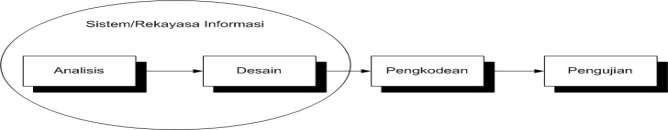 Sistem/Rekayasa Informasi
Analisis
Desain
Pengkodean
Pengujian